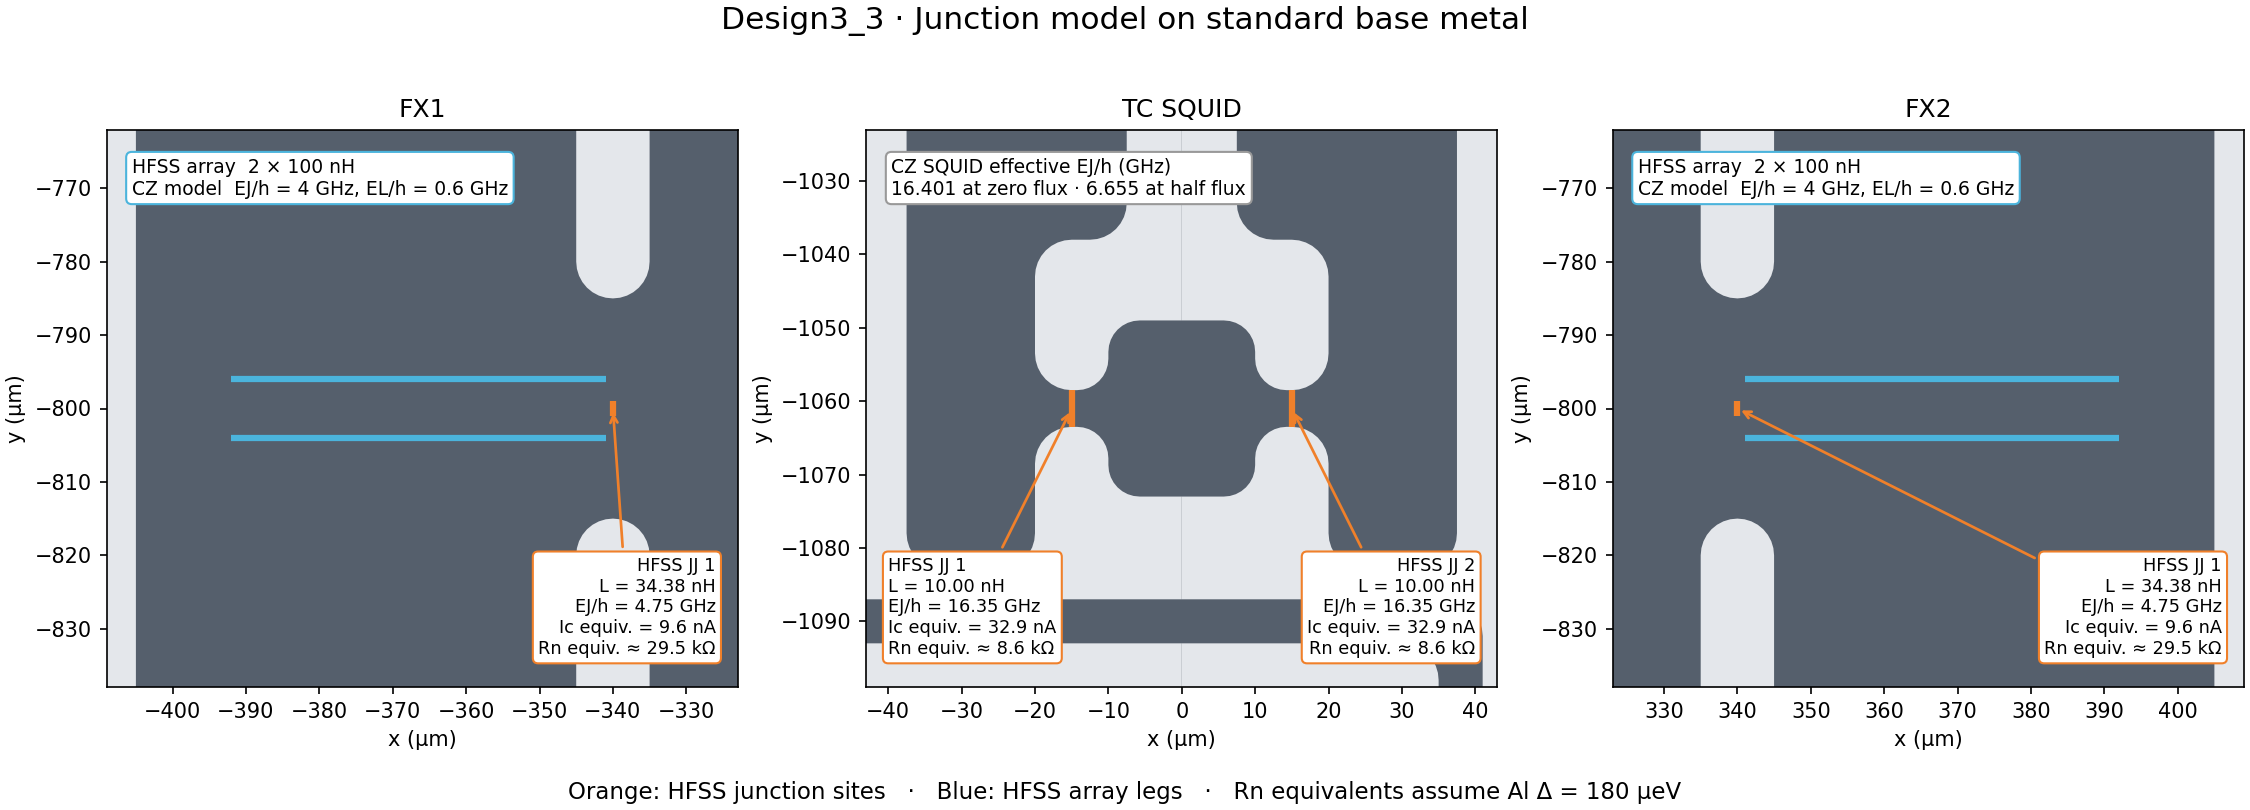 Design3_3 · Junction model on standard base metal
FX1
HFSS array  2 × 100 nH
CZ model  EJ/h = 4 GHz, EL/h = 0.6 GHz
HFSS JJ 1
L = 34.38 nH
EJ/h = 4.75 GHz
Ic equiv. = 9.6 nA
Rn equiv. ≈ 29.5 kΩ
y (µm)
−770
−780
−790
−800
−810
−820
−830
−400
−390
−380
−370
−360
−350
−340
−330
x (µm)
TC SQUID
CZ SQUID effective EJ/h (GHz)
16.401 at zero flux · 6.655 at half flux
HFSS JJ 1
L = 10.00 nH
EJ/h = 16.35 GHz
Ic equiv. = 32.9 nA
Rn equiv. ≈ 8.6 kΩ
HFSS JJ 2
L = 10.00 nH
EJ/h = 16.35 GHz
Ic equiv. = 32.9 nA
Rn equiv. ≈ 8.6 kΩ
y (µm)
−1030
−1040
−1050
−1060
−1070
−1080
−1090
−40
−30
−20
−10
0
10
20
30
40
x (µm)
FX2
HFSS array  2 × 100 nH
CZ model  EJ/h = 4 GHz, EL/h = 0.6 GHz
HFSS JJ 1
L = 34.38 nH
EJ/h = 4.75 GHz
Ic equiv. = 9.6 nA
Rn equiv. ≈ 29.5 kΩ
y (µm)
−770
−780
−790
−800
−810
−820
−830
330
340
350
360
370
380
390
400
x (µm)
Orange: HFSS junction sites   ·   Blue: HFSS array legs   ·   Rn equivalents assume Al Δ = 180 µeV